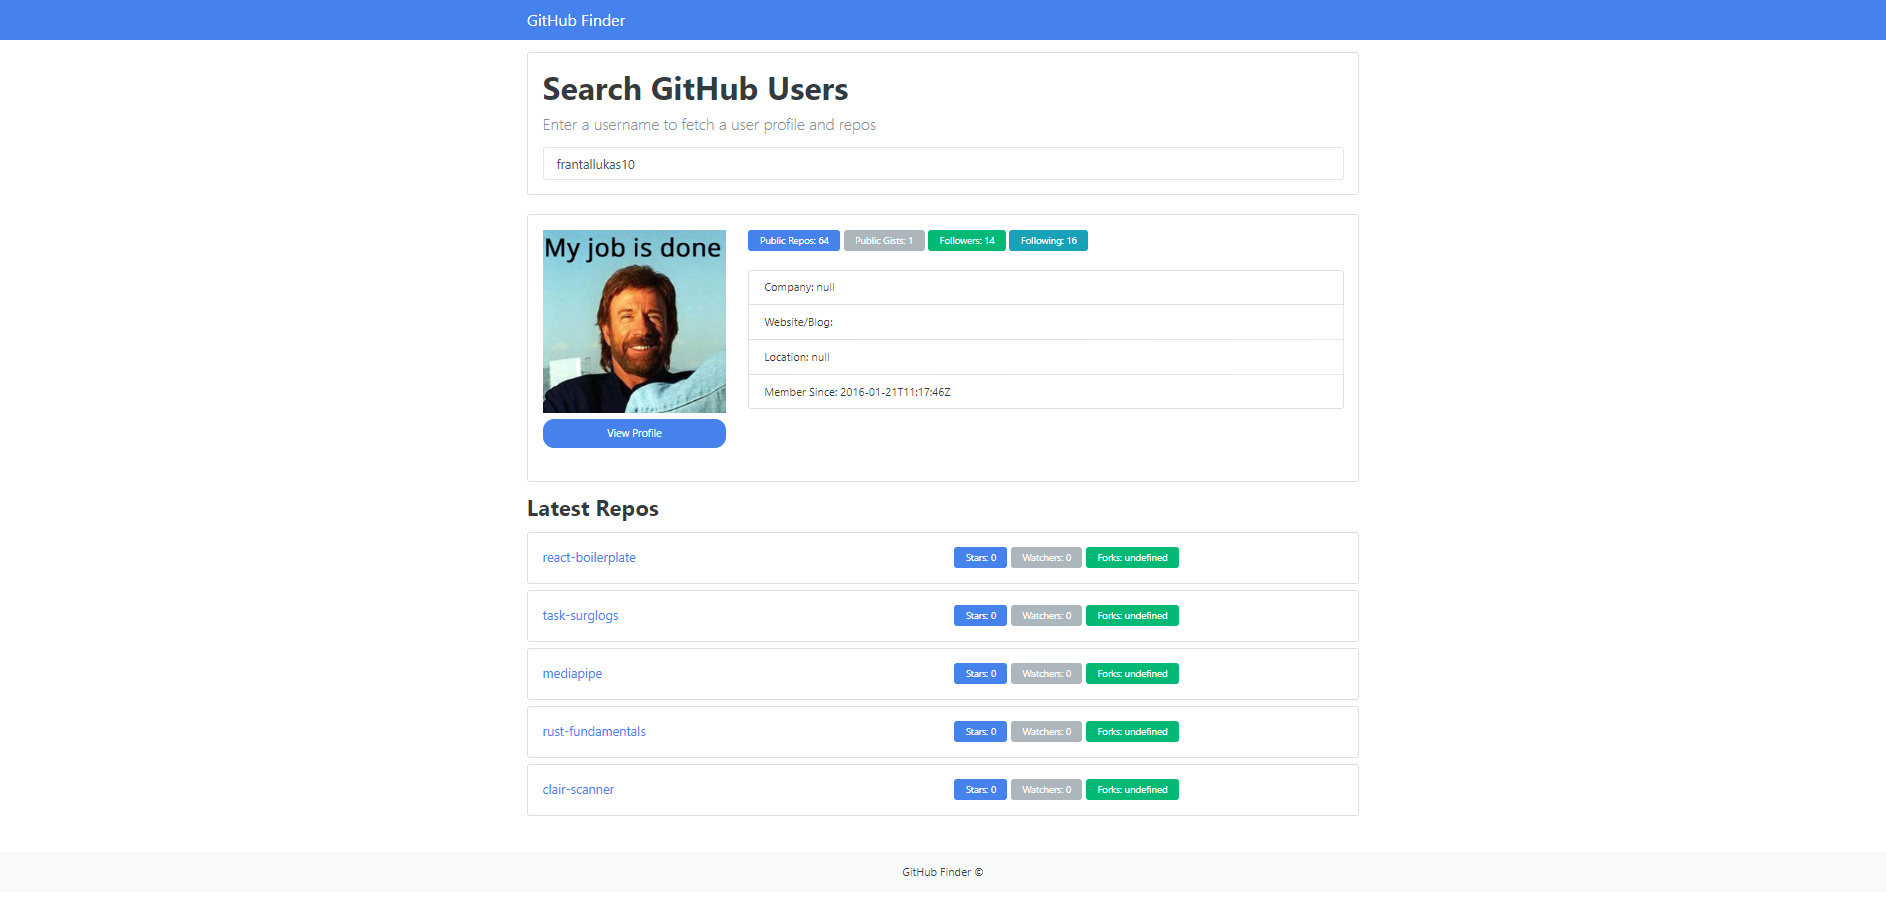 GitHub Finder
Search GitHub Users
Enter a username to fetch a user profile and repos
frantallukas10
My job is done
View Profile
Public Repos: 64 Public Gists: 1 Followers: 14 Following: 16
Company: null
Website/Blog:
Location: null
Member Since: 2016-01-21T11:17:46Z
Latest Repos
react-boilerplate Stars: 0 Watchers: 0 Forks: undefined
task-surglogs Stars: 0 Watchers: 0 Forks: undefined
mediapipe Stars: 0 Watchers: 0 Forks: undefined
rust-fundamentals Stars: 0 Watchers: 0 Forks: undefined
clair-scanner Stars: 0 Watchers: 0 Forks: undefined
GitHub Finder ©